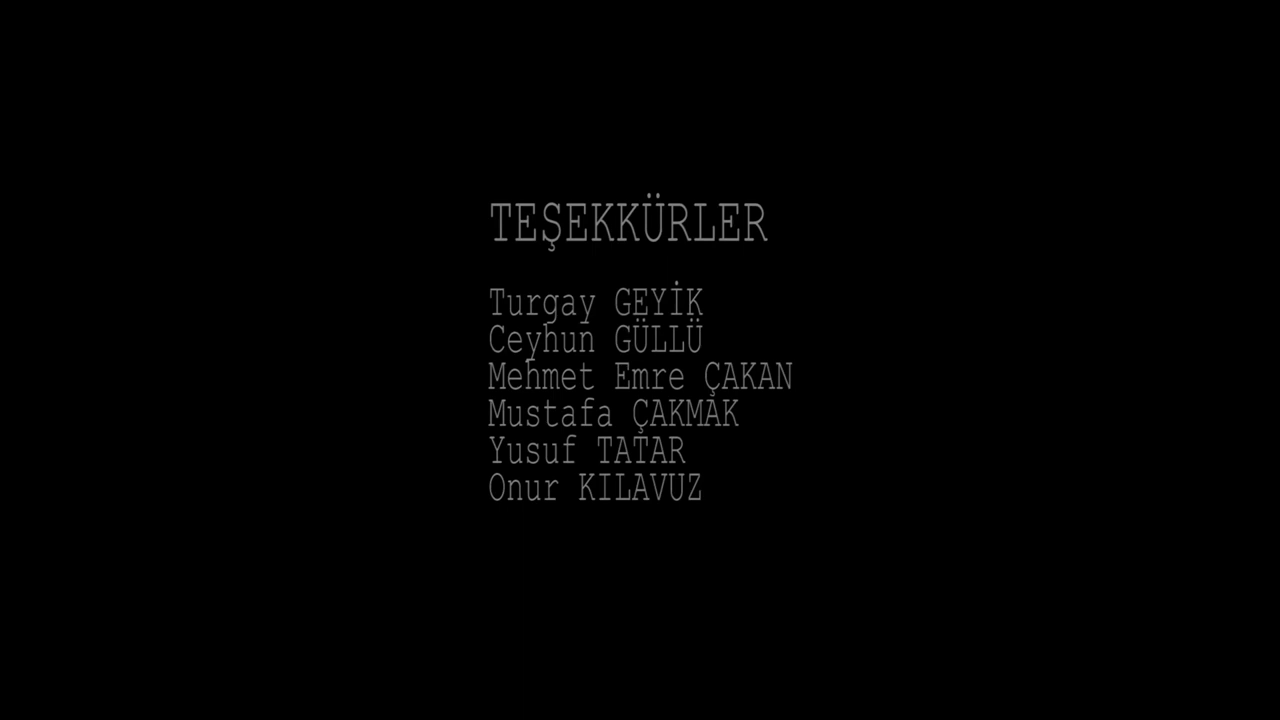 TEŞEKKÜRLER
Turgay GEYİK
Ceyhun GÜLLÜ
Mehmet Emre ÇAKAN
Mustafa ÇAKMAK
Yusuf TATAR
Onur KILAVUZ